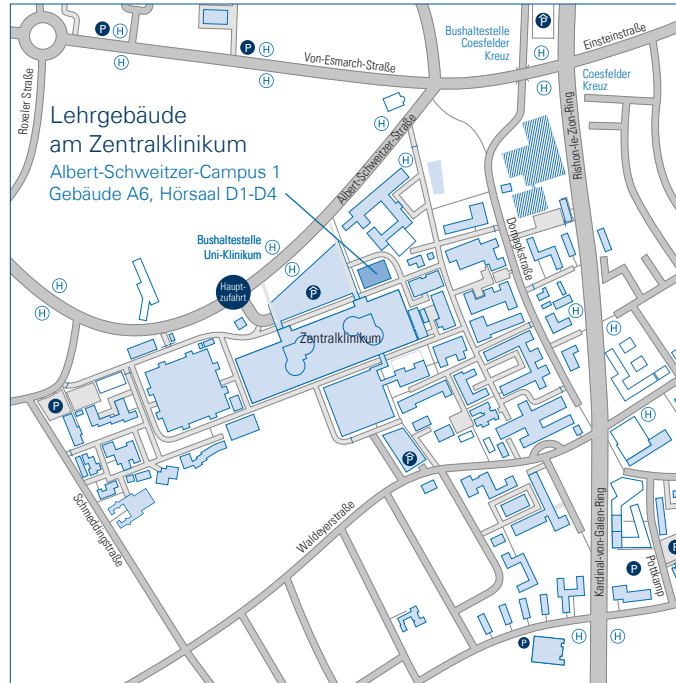 P
H
H
P
H
H
Von-Esmarch-Straße
Bushaltestelle
Coesfelder
Kreuz
H
P
H
H
Einsteinstraße
Coesfelder
Kreuz
Roxeler Straße
Lehrgebäude
am Zentralklinikum
Albert-Schweitzer-Campus 1
Gebäude A6, Hörsaal D1-D4
H
Albert-Schweitzer-Straße
H
Rishon-le-Zion-Ring
Domagkstraße
Bushaltestelle
Uni-Klinikum
H
H
H
H
Haupt-
zufahrt
P
H
H
Zentralklinikum
P
H
P
Schmeddingstraße
Waldeyerstraße
Kardinal-von-Galen-Ring
P
P
Pottkamp
P
H
H